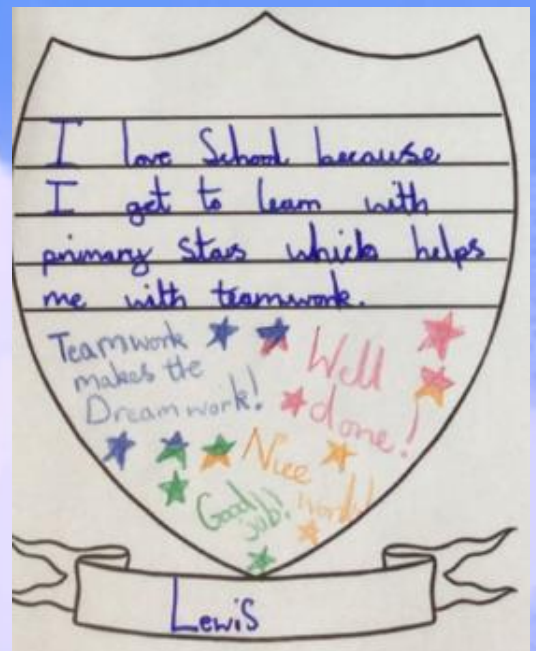 I love School because
I get to learn with
primary stars which helps
me with teamwork.
Teamwork
makes the
Dream work!
Well
done!
Nice
work!
Good
job!
Lewis